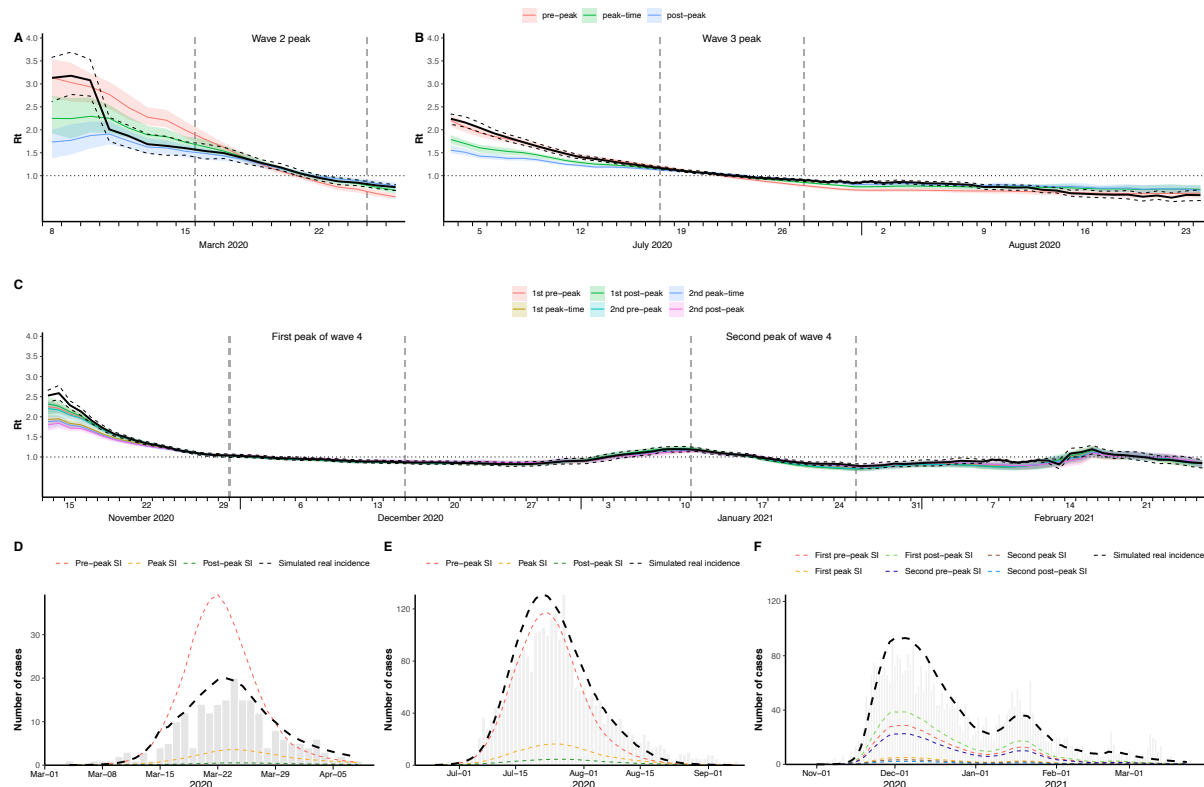 pre−peak peak−time post−peak
A
B
Wave 2 peak
Wave 3 peak
4.0
3.5
3.0
2.5
2.0
1.5
1.0
Rt
8 15 22
March 2020
4.0
3.5
3.0
2.5
2.0
1.5
1.0
Rt
5 12 19 26 2 9 16 23
July 2020 August 2020
C
1st pre−peak 1st post−peak 2nd peak−time
1st peak−time 2nd pre−peak 2nd post−peak
First peak of wave 4
Second peak of wave 4
4.0
3.5
3.0
2.5
2.0
1.5
1.0
Rt
15 22 29 6 13 20 27 3 10 17 24 31 7 14 21
November 2020 December 2020 January 2021 February 2021
D
Pre−peak SI Peak SI Post−peak SI Simulated real incidence
30
20
10
0
Number of cases
Mar−01 Mar−08 Mar−15 Mar−22 Mar−29 Apr−05
2020
E
Pre−peak SI Peak SI Post−peak SI Simulated real incidence
120
80
40
0
Number of cases
Jul−01 Jul−15 Aug−01 Aug−15 Sep−01
2020
F
First pre−peak SI First post−peak SI Second peak SI Simulated real incidence
First peak SI Second pre−peak SI Second post−peak SI
120
80
40
0
Number of cases
Nov−01 Dec−01 Jan−01 Feb−01 Mar−01
2020 2021